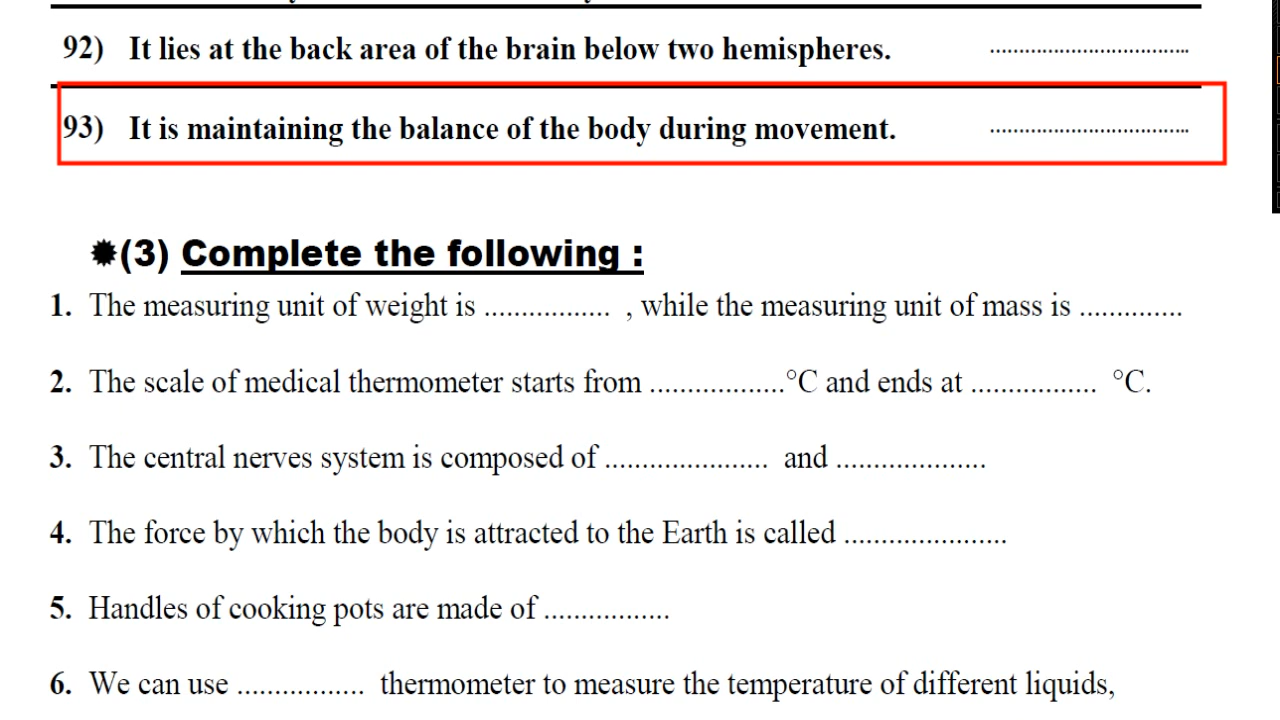 92) It lies at the back area of the brain below two hemispheres. ....................................
93) It is maintaining the balance of the body during movement. ....................................
✹(3) Complete the following :
1. The measuring unit of weight is ................. , while the measuring unit of mass is ..............
2. The scale of medical thermometer starts from ..................°C and ends at ................. °C.
3. The central nerves system is composed of ...................... and ....................
4. The force by which the body is attracted to the Earth is called ......................
5. Handles of cooking pots are made of .................
6. We can use ................. thermometer to measure the temperature of different liquids,